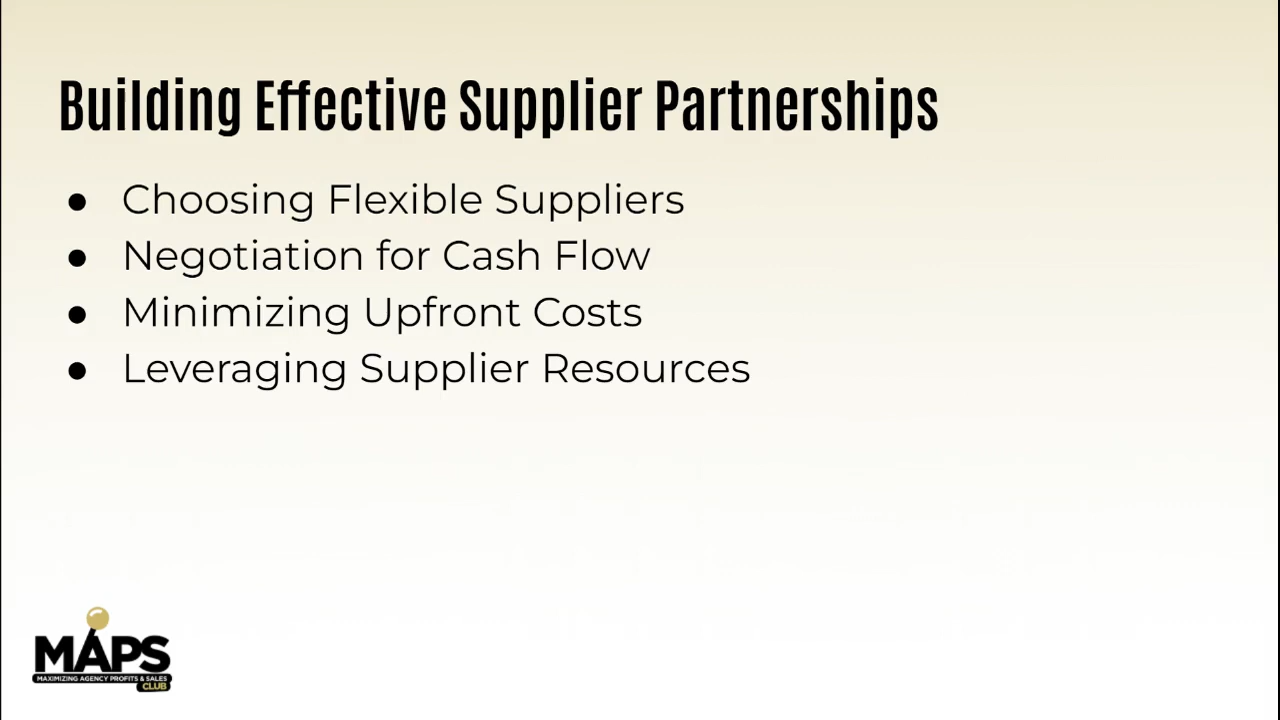 Building Effective Supplier Partnerships
● Choosing Flexible Suppliers
● Negotiation for Cash Flow
● Minimizing Upfront Costs
● Leveraging Supplier Resources
MAPS
MAXIMIZING AGENCY PROFITS & SALES
CLUB